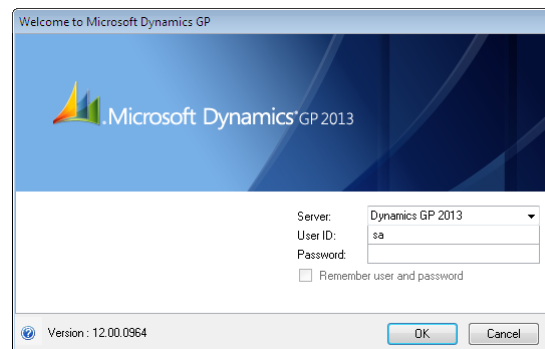 Welcome to Microsoft Dynamics GP
Microsoft Dynamics® GP 2013
Server: Dynamics GP 2013
User ID: sa
Password:
Remember user and password
Version : 12.00.0964 OK Cancel